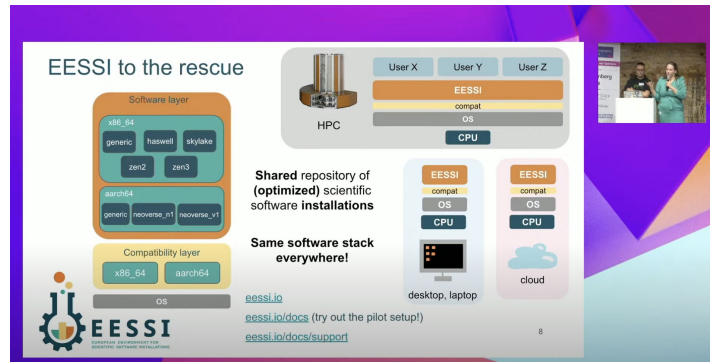 EESSI to the rescue
Software layer
x86_64
generic
haswell
skylake
zen2
zen3
aarch64
generic
neoverse_n1
neoverse_v1
Compatibility layer
x86_64
aarch64
OS
EESSI
EUROPEAN ENVIRONMENT FOR
SCIENTIFIC SOFTWARE INSTALLATIONS
HPC
User X
User Y
User Z
EESSI
compat
OS
CPU
Shared repository of
(optimized) scientific
software installations
Same software stack
everywhere!
EESSI
compat
OS
CPU
desktop, laptop
EESSI
compat
OS
CPU
cloud
eessi.io
eessi.io/docs (try out the pilot setup!)
eessi.io/docs/support
8